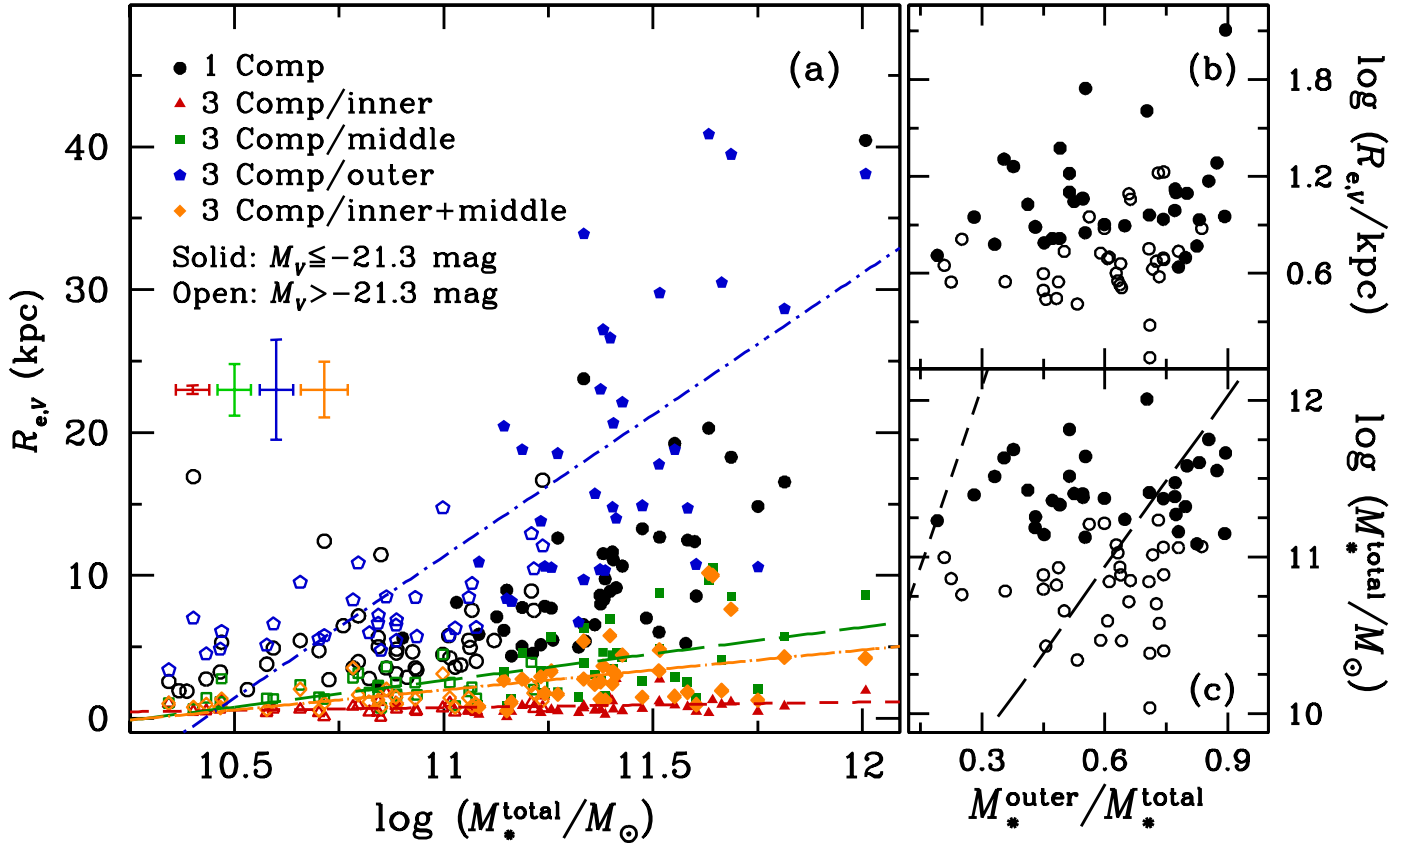 (a)
1 Comp
3 Comp/inner
3 Comp/middle
3 Comp/outer
3 Comp/inner+middle
Solid: M_V≦−21.3 mag
Open: M_V>−21.3 mag
R_e,V (kpc)
40
30
20
10
0
10.5 11 11.5 12
log (M_*^total/M_⊙)
(b)
1.8
1.2
0.6
log (R_e,V/kpc)
(c)
12
11
10
log (M_*^total/M_⊙)
0.3 0.6 0.9
M_*^outer/M_*^total